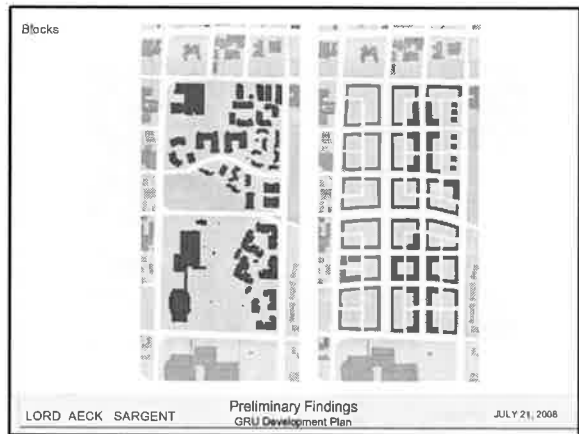 Blocks
LORD AECK SARGENT
Preliminary Findings
GRU Development Plan
JULY 21, 2008